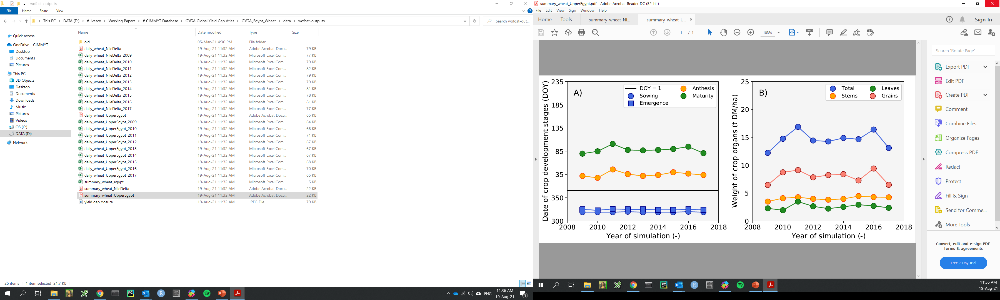 wofost-outputs
File Home Share View
This PC > DATA (D:) > # Jvasco > Working Papers > # CIMMYT Database > GYGA Global Yield Gap Atlas > GYGA_Egypt_Wheat > data > wofost-outputs
Search wofost-out...
Name Date modified Type Size
Quick access
OneDrive - CIMMYT
Desktop
Documents
Pictures
This PC
3D Objects
Desktop
Documents
Downloads
Music
Pictures
Videos
OS (C:)
DATA (D:)
Network
old 05-Mar-21 4:36 PM File folder
daily_wheat_NileDelta 19-Aug-21 11:32 AM Adobe Acrobat Docu... 79 KB
daily_wheat_NileDelta_2009 19-Aug-21 11:32 AM Microsoft Excel Com... 77 KB
daily_wheat_NileDelta_2010 19-Aug-21 11:32 AM Microsoft Excel Com... 79 KB
daily_wheat_NileDelta_2011 19-Aug-21 11:32 AM Microsoft Excel Com... 82 KB
daily_wheat_NileDelta_2012 19-Aug-21 11:32 AM Microsoft Excel Com... 79 KB
daily_wheat_NileDelta_2013 19-Aug-21 11:32 AM Microsoft Excel Com... 79 KB
daily_wheat_NileDelta_2014 19-Aug-21 11:32 AM Microsoft Excel Com... 81 KB
daily_wheat_NileDelta_2015 19-Aug-21 11:32 AM Microsoft Excel Com... 78 KB
daily_wheat_NileDelta_2016 19-Aug-21 11:32 AM Microsoft Excel Com... 81 KB
daily_wheat_NileDelta_2017 19-Aug-21 11:32 AM Microsoft Excel Com... 77 KB
daily_wheat_UpperEgypt 19-Aug-21 11:32 AM Adobe Acrobat Docu... 65 KB
daily_wheat_UpperEgypt_2009 19-Aug-21 11:32 AM Microsoft Excel Com... 64 KB
daily_wheat_UpperEgypt_2010 19-Aug-21 11:32 AM Microsoft Excel Com... 66 KB
daily_wheat_UpperEgypt_2011 19-Aug-21 11:32 AM Microsoft Excel Com... 71 KB
daily_wheat_UpperEgypt_2012 19-Aug-21 11:32 AM Microsoft Excel Com... 67 KB
daily_wheat_UpperEgypt_2013 19-Aug-21 11:32 AM Microsoft Excel Com... 67 KB
daily_wheat_UpperEgypt_2014 19-Aug-21 11:32 AM Microsoft Excel Com... 67 KB
daily_wheat_UpperEgypt_2015 19-Aug-21 11:32 AM Microsoft Excel Com... 68 KB
daily_wheat_UpperEgypt_2016 19-Aug-21 11:32 AM Microsoft Excel Com... 70 KB
daily_wheat_UpperEgypt_2017 19-Aug-21 11:32 AM Microsoft Excel Com... 65 KB
summary_wheat_egypt 19-Aug-21 11:32 AM Microsoft Excel Com... 5 KB
summary_wheat_NileDelta 19-Aug-21 11:32 AM Adobe Acrobat Docu... 22 KB
summary_wheat_UpperEgypt 19-Aug-21 11:32 AM Adobe Acrobat Docu... 22 KB
yield gap closure 19-Aug-21 11:32 AM JPEG File 79 KB
25 items 1 item selected 21.7 KB
ENG 11:36 AM
19-Aug-21
summary_wheat_UpperEgypt.pdf - Adobe Acrobat Reader DC (32-bit)
File Edit View Sign Window Help
Home Tools summary_wheat_Ni... summary_wheat_U... × Sign In
1 / 1 103%
Date of crop development stages (DOY)
235
185
135
85
35
350
300
A)
DOY = 1
Sowing
Emergence
Anthesis
Maturity
2008 2010 2012 2014 2016 2018
Year of simulation (-)
Weight of crop organs (t DM/ha)
25
20
15
10
5
0
B)
Total
Stems
Leaves
Grains
2008 2010 2012 2014 2016 2018
Year of simulation (-)
Search 'Rotate Page'
Export PDF
Edit PDF
Create PDF
Comment
Combine Files
Organize Pages
Compress PDF
Redact
Protect
Fill & Sign
Send for Comme...
More Tools
Convert, edit and e-sign PDF
forms & agreements
Free 7-Day Trial
11:36 AM
19-Aug-21